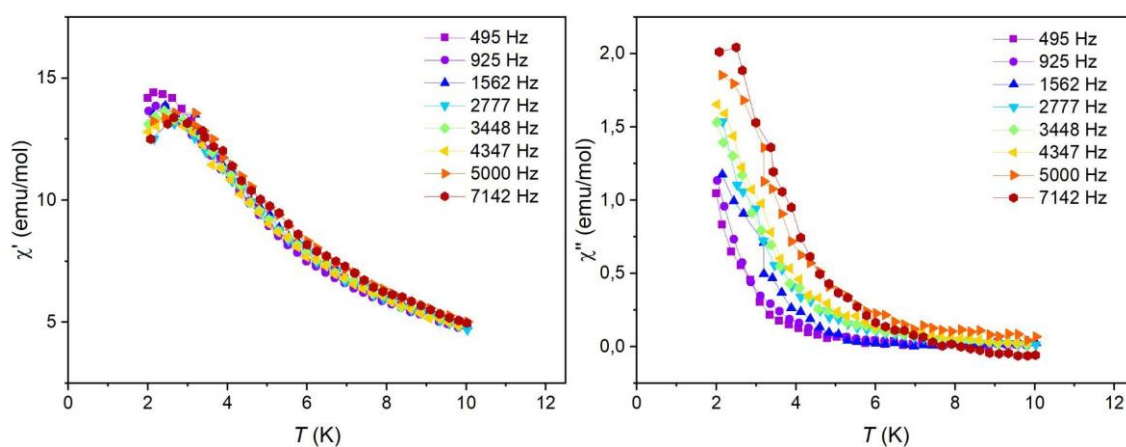 χ' (emu/mol)
15
10
5
0
2
4
6
8
10
12
T (K)
495 Hz
925 Hz
1562 Hz
2777 Hz
3448 Hz
4347 Hz
5000 Hz
7142 Hz
χ" (emu/mol)
2,0
1,5
1,0
0,5
0,0
0
2
4
6
8
10
12
T (K)
495 Hz
925 Hz
1562 Hz
2777 Hz
3448 Hz
4347 Hz
5000 Hz
7142 Hz